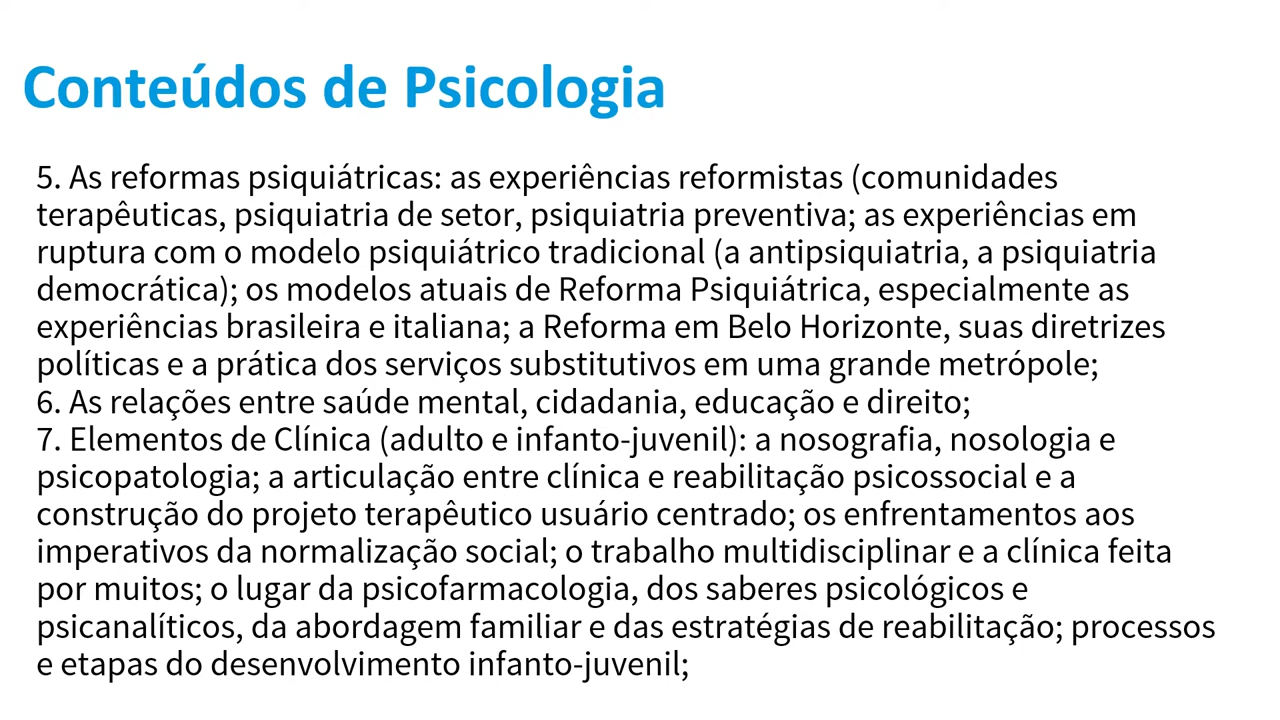 Conteúdos de Psicologia
5. As reformas psiquiátricas: as experiências reformistas (comunidades
terapêuticas, psiquiatria de setor, psiquiatria preventiva; as experiências em
ruptura com o modelo psiquiátrico tradicional (a antipsiquiatria, a psiquiatria
democrática); os modelos atuais de Reforma Psiquiátrica, especialmente as
experiências brasileira e italiana; a Reforma em Belo Horizonte, suas diretrizes
políticas e a prática dos serviços substitutivos em uma grande metrópole;
6. As relações entre saúde mental, cidadania, educação e direito;
7. Elementos de Clínica (adulto e infanto-juvenil): a nosografia, nosologia e
psicopatologia; a articulação entre clínica e reabilitação psicossocial e a
construção do projeto terapêutico usuário centrado; os enfrentamentos aos
imperativos da normalização social; o trabalho multidisciplinar e a clínica feita
por muitos; o lugar da psicofarmacologia, dos saberes psicológicos e
psicanalíticos, da abordagem familiar e das estratégias de reabilitação; processos
e etapas do desenvolvimento infanto-juvenil;